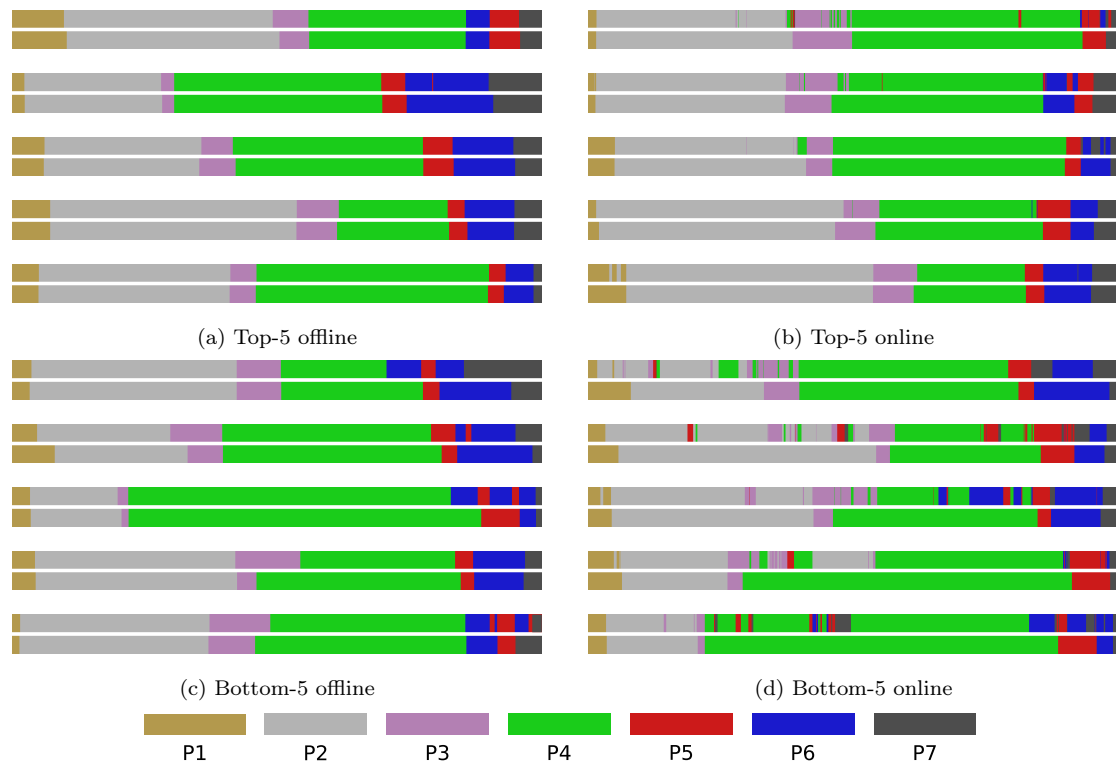 (a) Top-5 offline
(b) Top-5 online
(c) Bottom-5 offline
(d) Bottom-5 online
P1 P2 P3 P4 P5 P6 P7